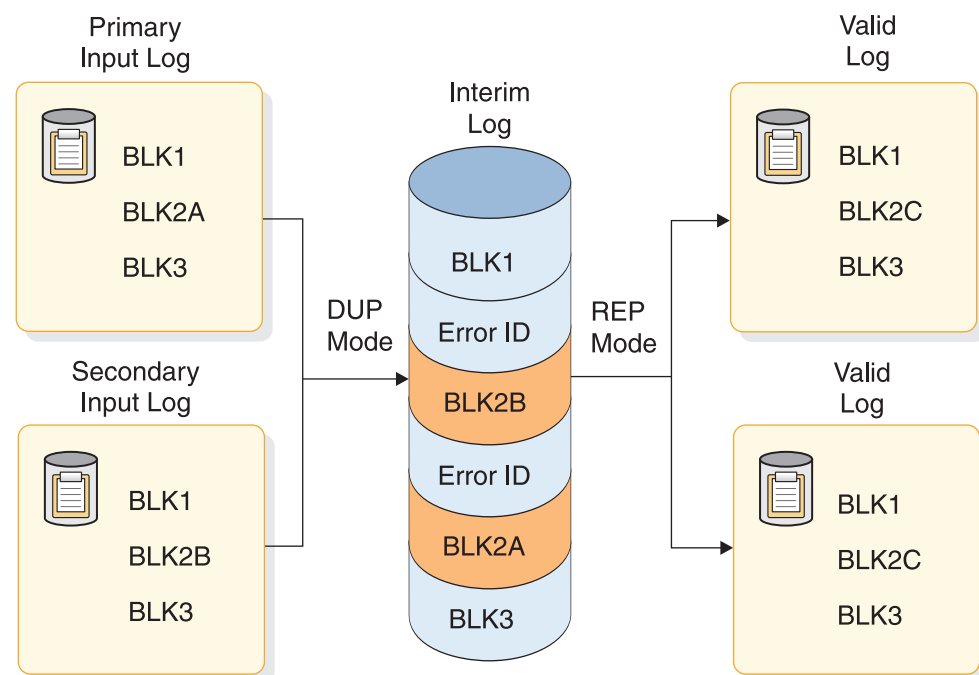 Primary
Input Log
BLK1
BLK2A
BLK3
Secondary
Input Log
BLK1
BLK2B
BLK3
DUP
Mode
Interim
Log
BLK1
Error ID
BLK2B
Error ID
BLK2A
BLK3
REP
Mode
Valid
Log
BLK1
BLK2C
BLK3
Valid
Log
BLK1
BLK2C
BLK3